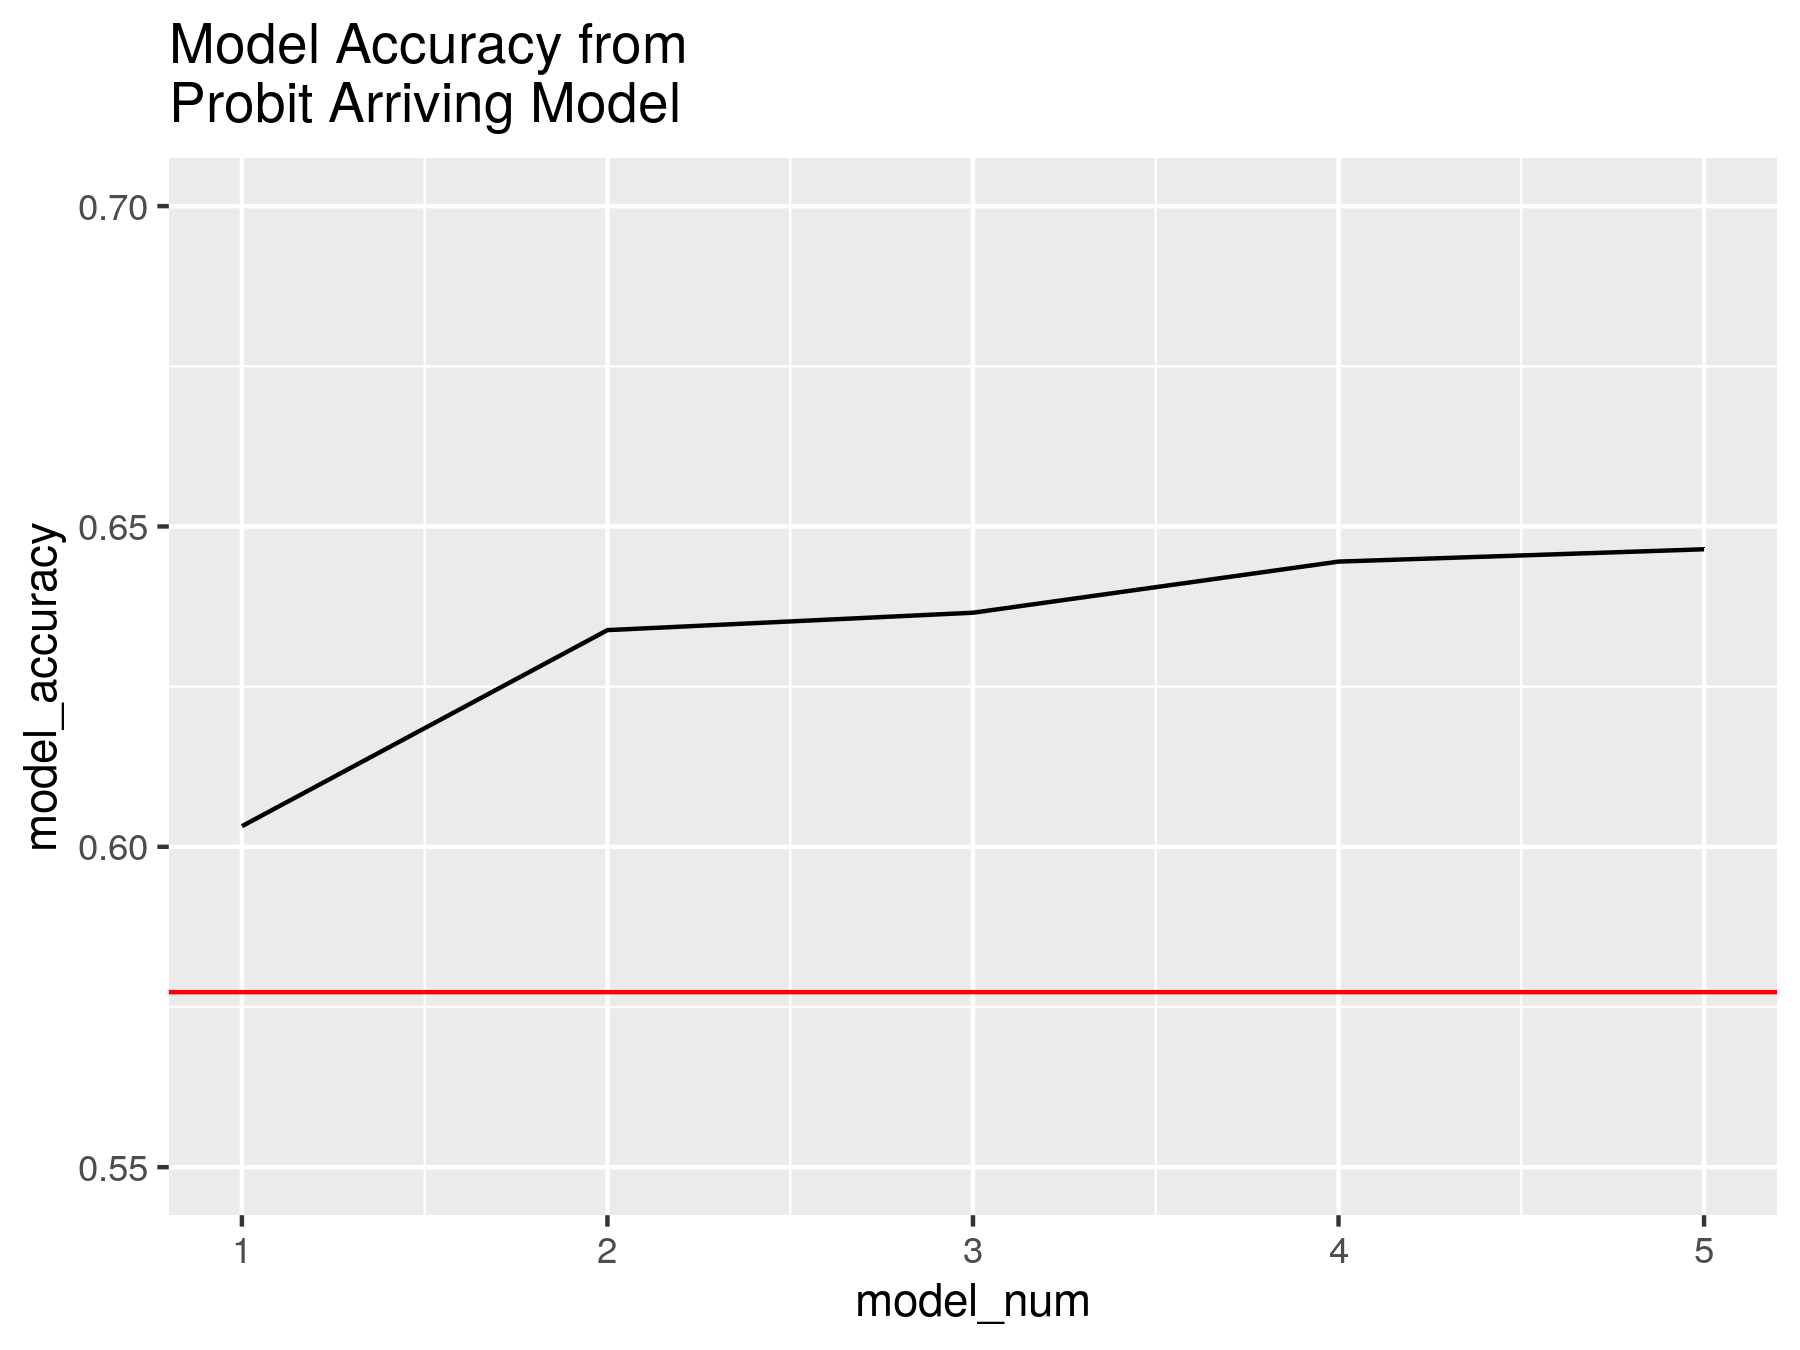 Model Accuracy from
Probit Arriving Model
model_accuracy
0.70
0.65
0.60
0.55
1 2 3 4 5
model_num